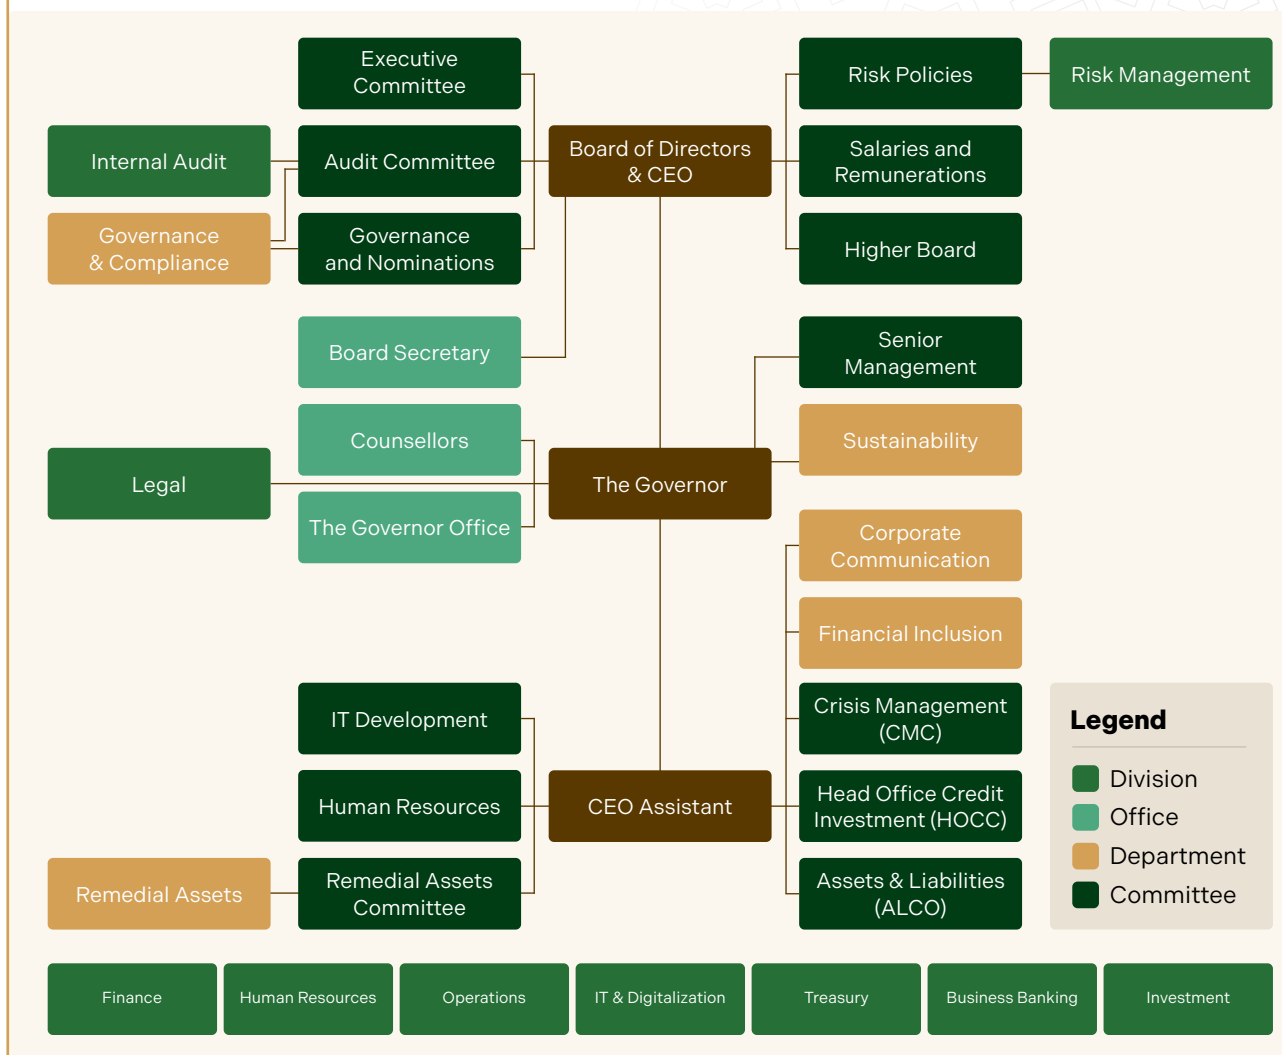 Executive
Committee
Risk Policies
Risk Management
Internal Audit
Audit Committee
Board of Directors
& CEO
Salaries and
Remunerations
Governance
& Compliance
Governance
and Nominations
Higher Board
Board Secretary
Senior
Management
Counsellors
Sustainability
Legal
The Governor
The Governor Office
Corporate
Communication
Financial Inclusion
IT Development
Crisis Management
(CMC)
Human Resources
CEO Assistant
Head Office Credit
Investment (HOCC)
Remedial Assets
Remedial Assets
Committee
Assets & Liabilities
(ALCO)
Legend
Division
Office
Department
Committee
Finance
Human Resources
Operations
IT & Digitalization
Treasury
Business Banking
Investment